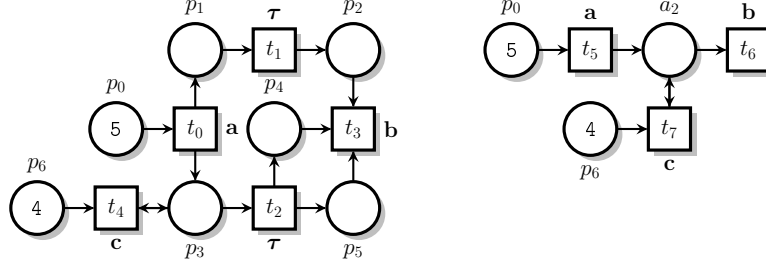 p₁ τ p₂ p₀ a a₂ b
t₁ 5 t₅ t₆
p₀ p₄
5 t₀ a t₃ b 4 t₇
p₆ p₆ c
4 t₄ t₂
c p₃ τ p₅